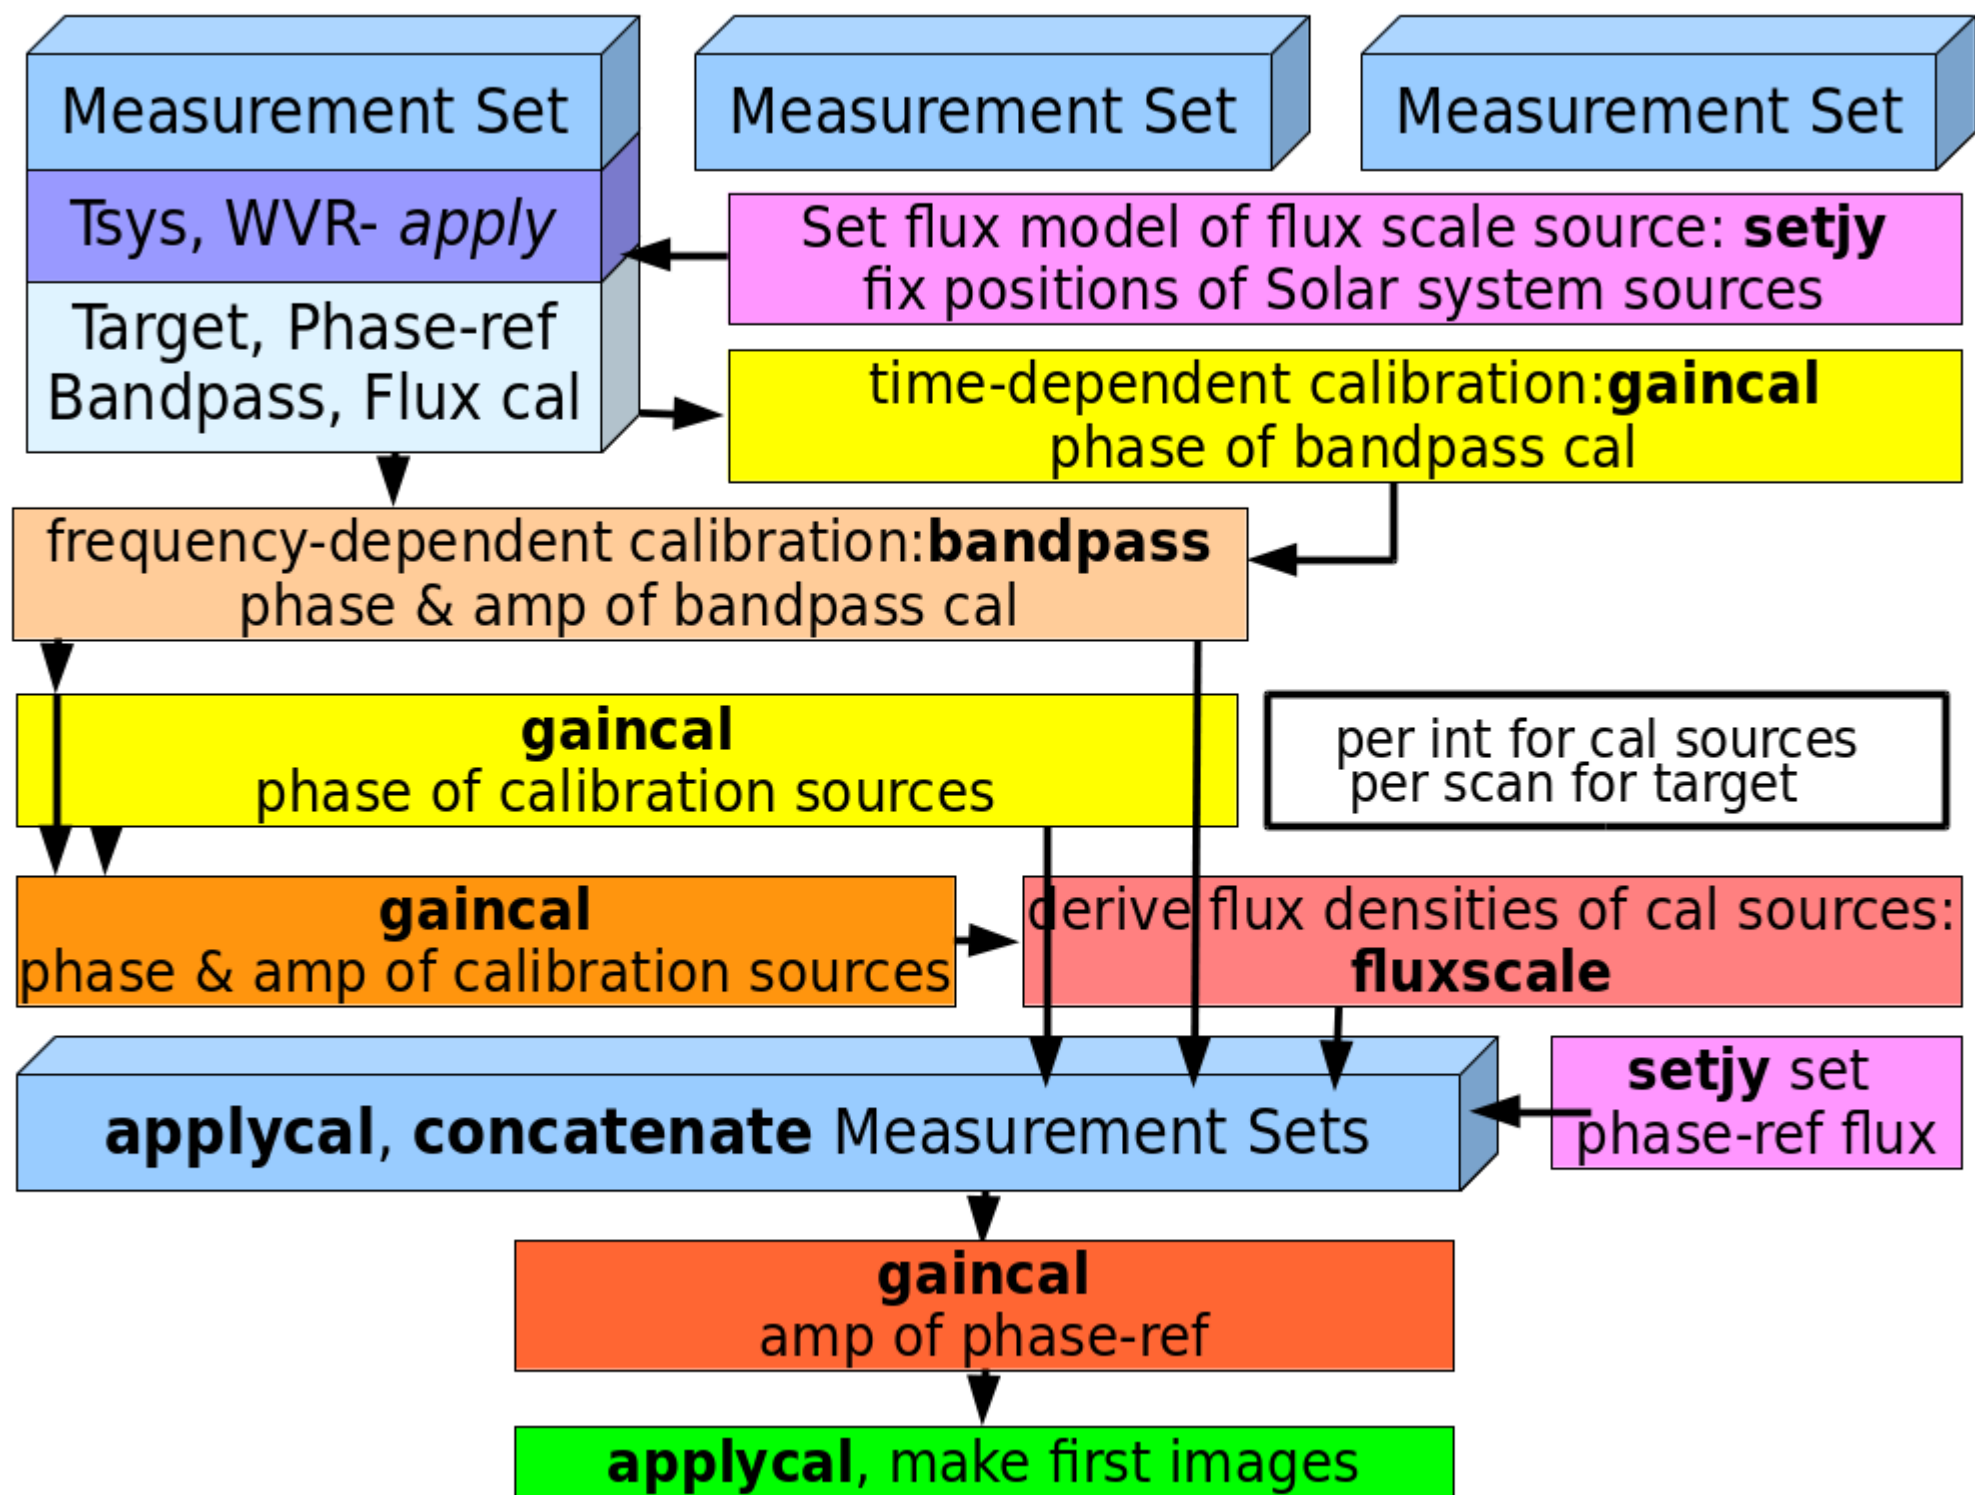 Measurement Set
Measurement Set
Measurement Set
Tsys, WVR- apply
Set flux model of flux scale source: setjy
fix positions of Solar system sources
Target, Phase-ref
Bandpass, Flux cal
time-dependent calibration:gaincal
phase of bandpass cal
frequency-dependent calibration:bandpass
phase & amp of bandpass cal
gaincal
phase of calibration sources
per int for cal sources
per scan for target
gaincal
phase & amp of calibration sources
derive flux densities of cal sources:
fluxscale
applycal, concatenate Measurement Sets
setjy set
phase-ref flux
gaincal
amp of phase-ref
applycal, make first images